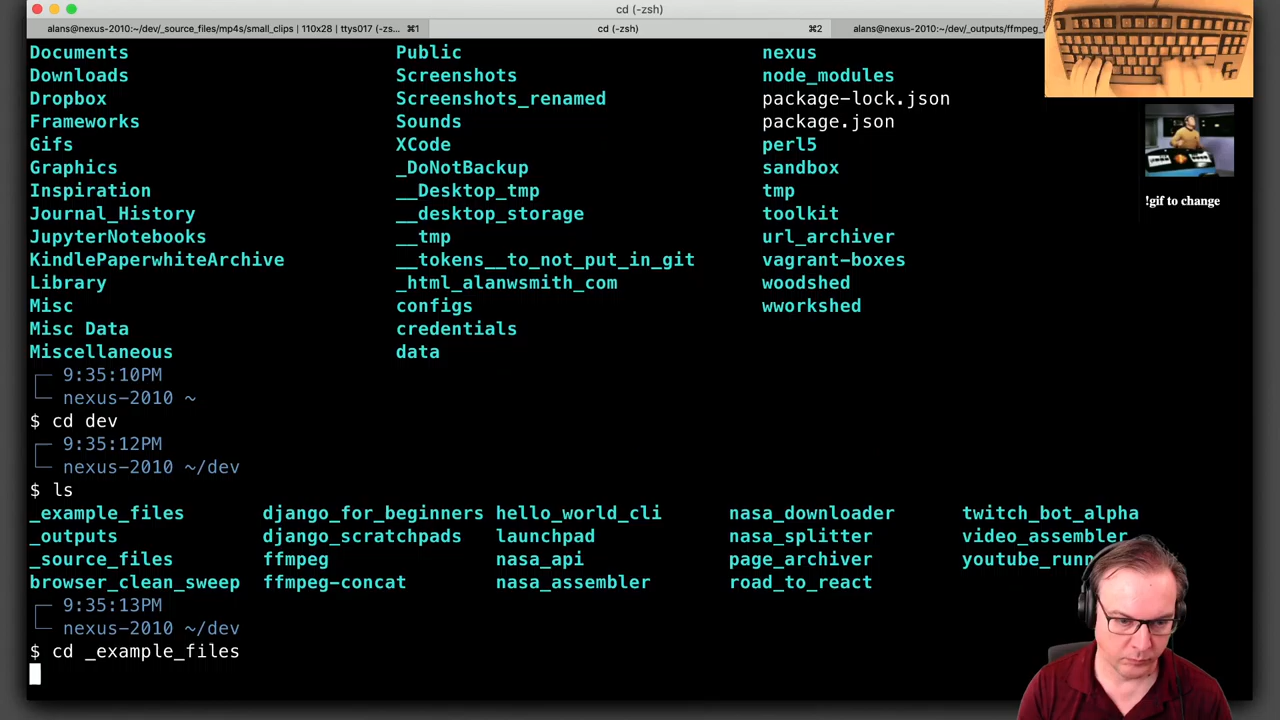 cd (-zsh)
alans@nexus-2010:~/dev/_source_files/mp4s/small_clips | 110x28 | ttys017 (-zs... ⌘1
cd (-zsh) ⌘2
alans@nexus-2010:~/dev/_outputs/ffmpeg_
Documents Public nexus
Downloads Screenshots node_modules
Dropbox Screenshots_renamed package-lock.json
Frameworks Sounds package.json
Gifs XCode perl5
Graphics _DoNotBackup sandbox
Inspiration __Desktop_tmp tmp
Journal_History __desktop_storage toolkit
JupyterNotebooks __tmp url_archiver
KindlePaperwhiteArchive __tokens__to_not_put_in_git vagrant-boxes
Library _html_alanwsmith_com woodshed
Misc configs wworkshed
Misc Data credentials
Miscellaneous data
9:35:10PM
nexus-2010 ~
$ cd dev
9:35:12PM
nexus-2010 ~/dev
$ ls
_example_files django_for_beginners hello_world_cli nasa_downloader twitch_bot_alpha
_outputs django_scratchpads launchpad nasa_splitter video_assembler
_source_files ffmpeg nasa_api page_archiver youtube_runn
browser_clean_sweep ffmpeg-concat nasa_assembler road_to_react
9:35:13PM
nexus-2010 ~/dev
$ cd _example_files
!gif to change